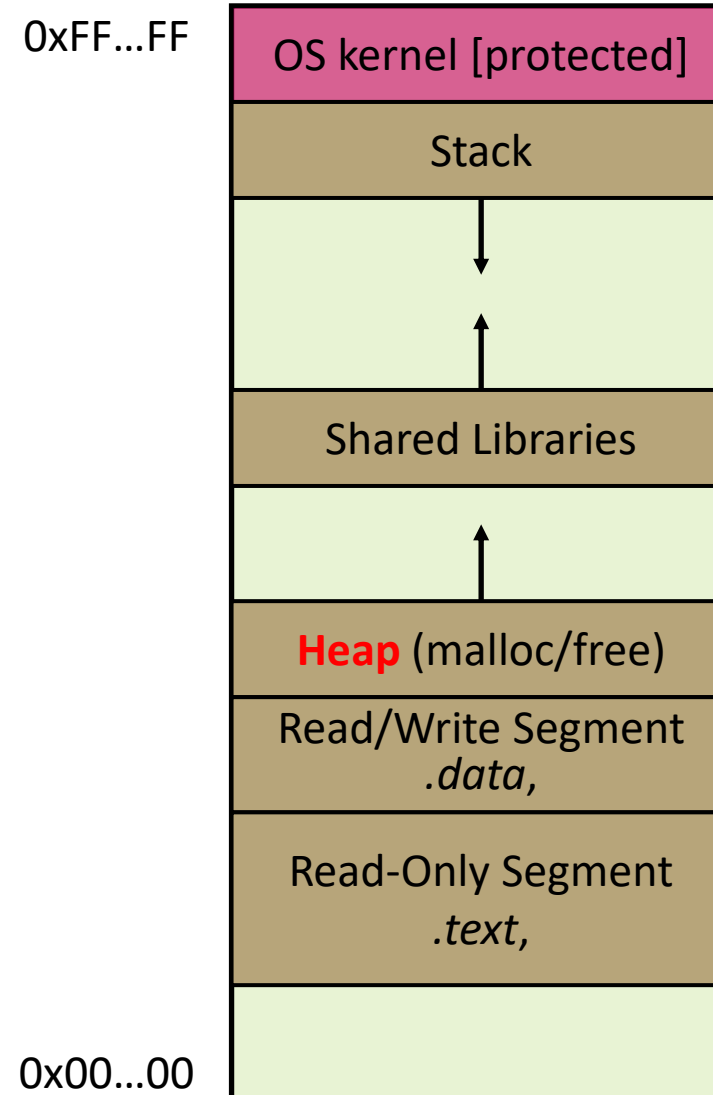 0xFF…FF
OS kernel [protected]
Stack
Shared Libraries
Heap (malloc/free)
Read/Write Segment
.data,
Read-Only Segment
.text,
0x00…00